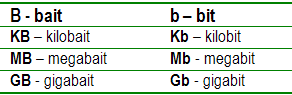 B - bait b – bit
KB – kilobait Kb – kilobit
MB – megabait Mb - megabit
GB - gigabait Gb - gigabit